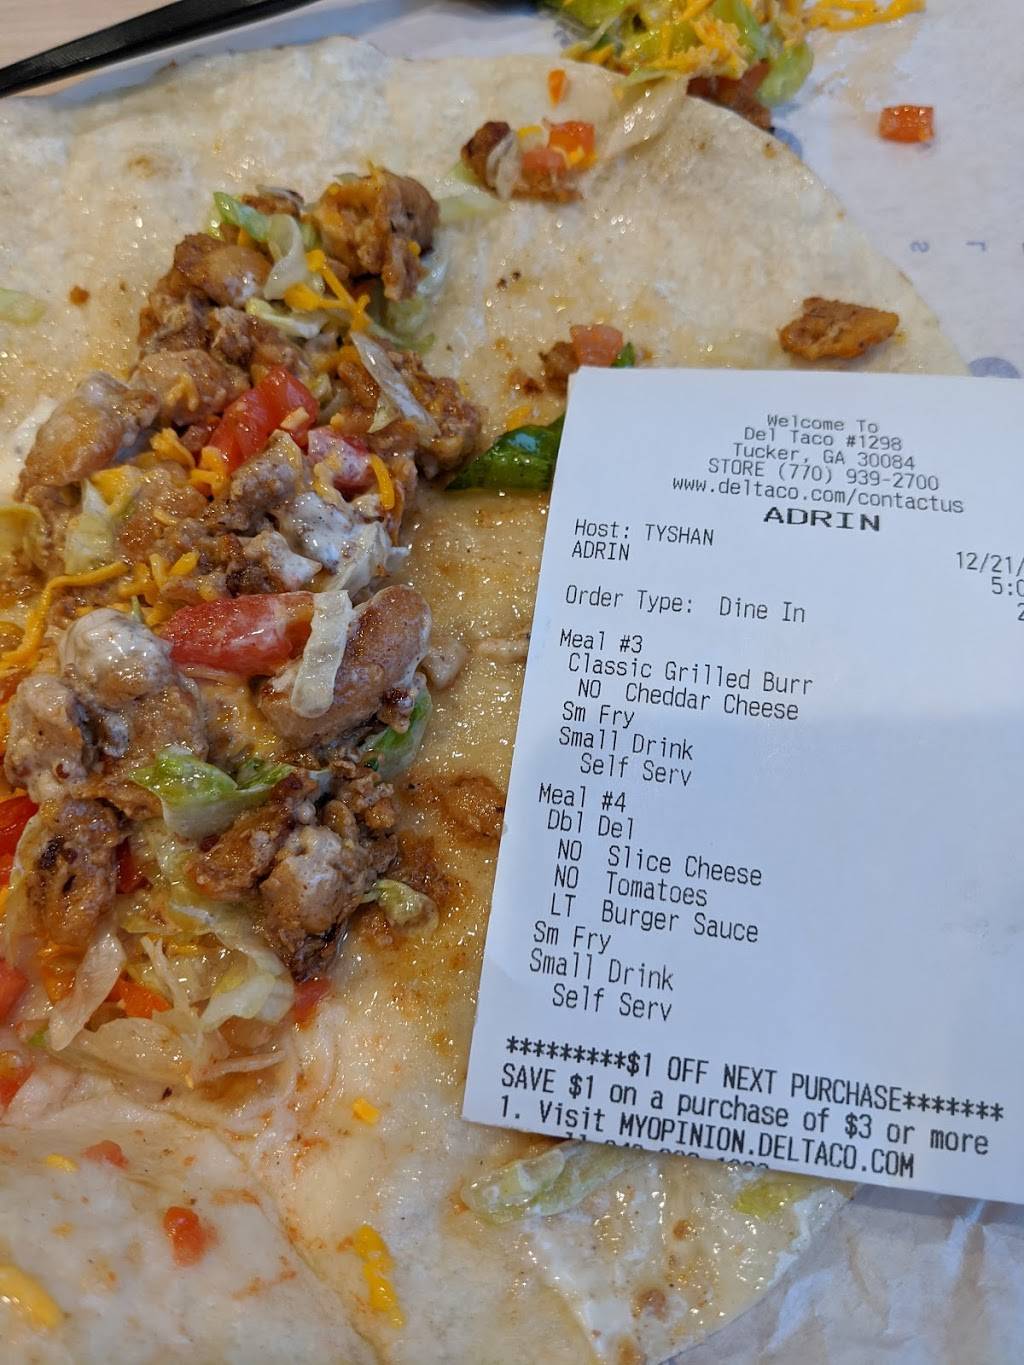 Welcome To
Del Taco #1298
Tucker, GA 30084
STORE (770) 939-2700
www.deltaco.com/contactus
ADRIN
Host: TYSHAN
12/21/
ADRIN
5:0
Order Type: Dine In
Meal #3
Classic Grilled Burr
NO Cheddar Cheese
Sm Fry
Small Drink
Self Serv
Meal #4
Dbl Del
NO Slice Cheese
NO Tomatoes
LT Burger Sauce
Sm Fry
Small Drink
Self Serv
*********$1 OFF NEXT PURCHASE*******
SAVE $1 on a purchase of $3 or more
1. Visit MYOPINION.DELTACO.COM